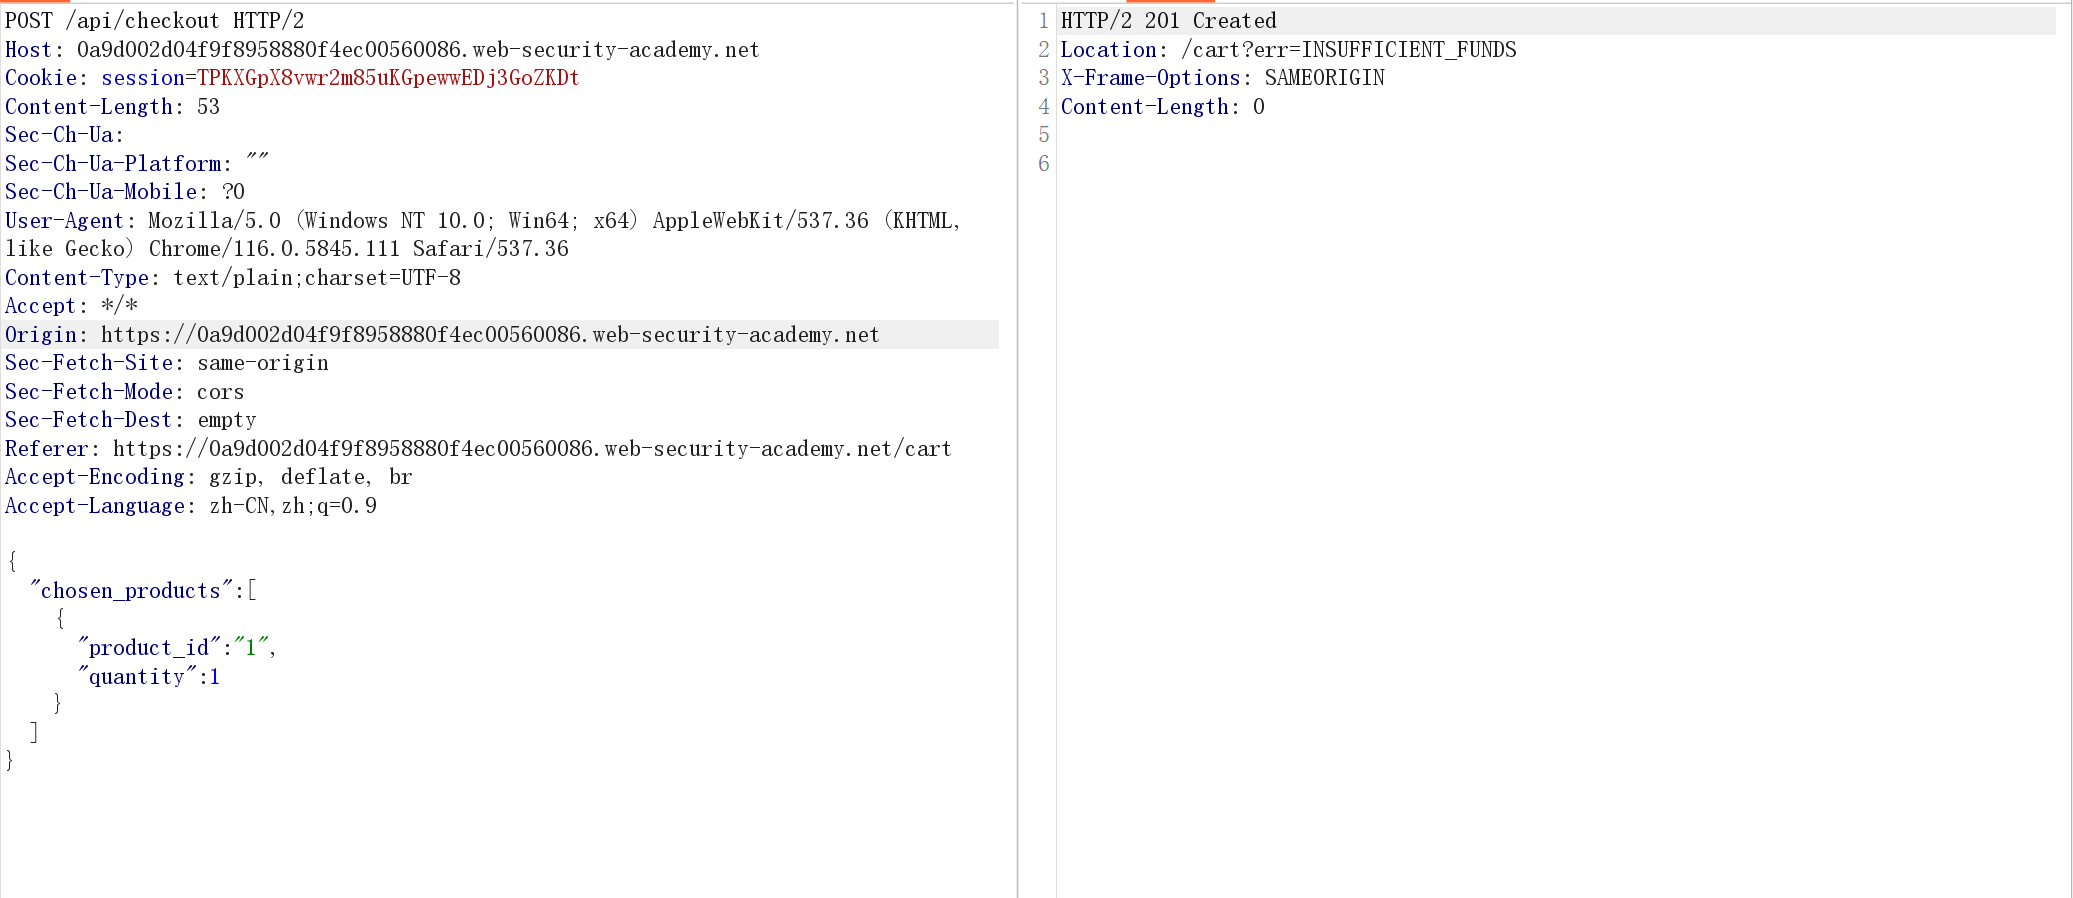 POST /api/checkout HTTP/2
Host: 0a9d002d04f9f8958880f4ec00560086.web-security-academy.net
Cookie: session=TPKXGpX8vwr2m85uKGpewwEDj3GoZKDt
Content-Length: 53
Sec-Ch-Ua:
Sec-Ch-Ua-Platform: ""
Sec-Ch-Ua-Mobile: ?0
User-Agent: Mozilla/5.0 (Windows NT 10.0; Win64; x64) AppleWebKit/537.36 (KHTML,
like Gecko) Chrome/116.0.5845.111 Safari/537.36
Content-Type: text/plain;charset=UTF-8
Accept: */*
Origin: https://0a9d002d04f9f8958880f4ec00560086.web-security-academy.net
Sec-Fetch-Site: same-origin
Sec-Fetch-Mode: cors
Sec-Fetch-Dest: empty
Referer: https://0a9d002d04f9f8958880f4ec00560086.web-security-academy.net/cart
Accept-Encoding: gzip, deflate, br
Accept-Language: zh-CN,zh;q=0.9
{
"chosen_products":[
{
"product_id":"1",
"quantity":1
}
]
}
1 HTTP/2 201 Created
2 Location: /cart?err=INSUFFICIENT_FUNDS
3 X-Frame-Options: SAMEORIGIN
4 Content-Length: 0
5
6